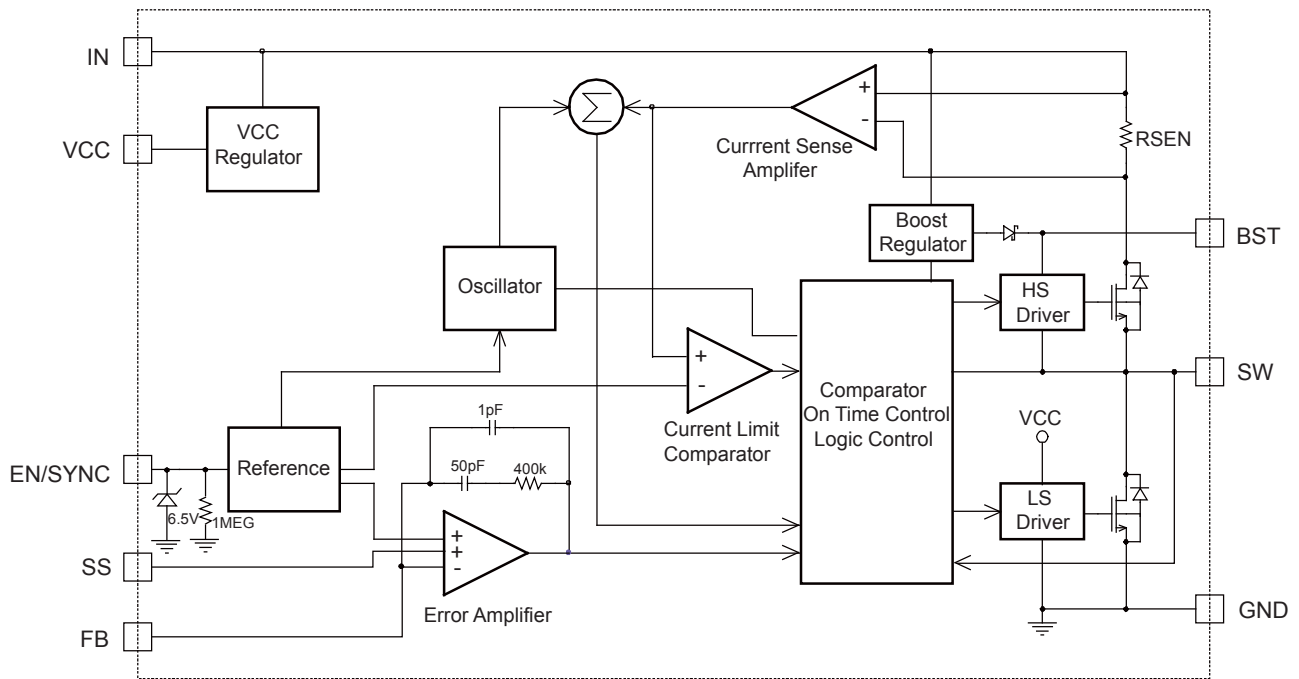 IN
VCC
VCC
Regulator
Σ
+
-
Currrent Sense
Amplifer
RSEN
Boost
Regulator
BST
Oscillator
HS
Driver
+
-
Current Limit
Comparator
Comparator
On Time Control
Logic Control
SW
VCC
1pF
50pF
400k
EN/SYNC
Reference
6.5V
1MEG
LS
Driver
SS
+
+
-
Error Amplifier
FB
GND